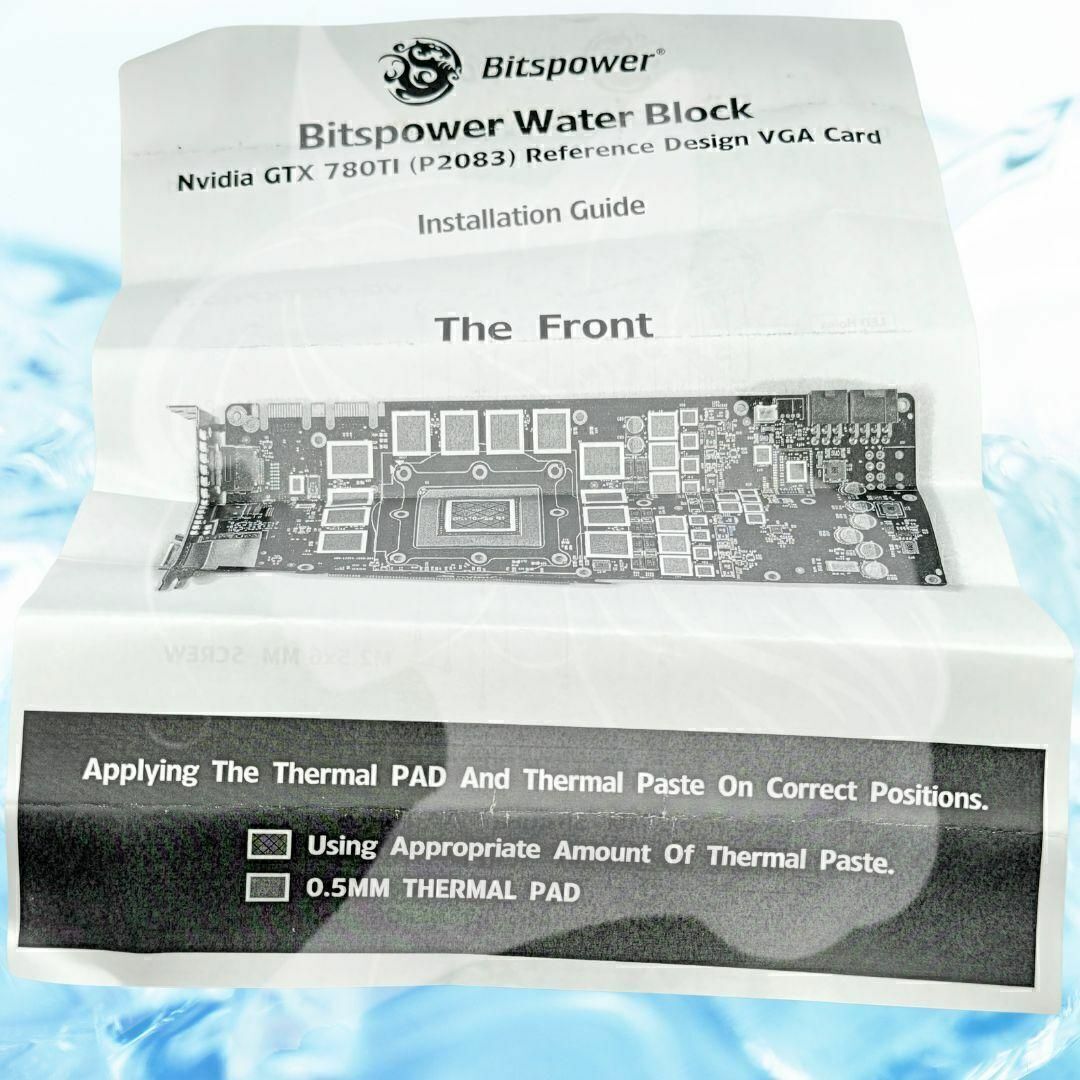 Bitspower®
Bitspower Water Block
Nvidia GTX 780TI (P2083) Reference Design VGA Card
Installation Guide
The Front
M2.5x6 MM SCREW
Applying The Thermal PAD And Thermal Paste On Correct Positions.
Using Appropriate Amount Of Thermal Paste.
0.5MM THERMAL PAD